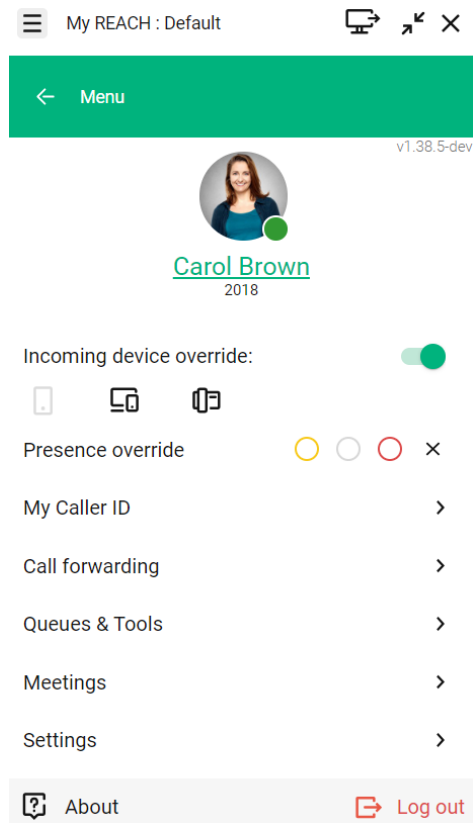 My REACH : Default
Menu
v1.38.5-dev
Carol Brown
2018
Incoming device override:
Presence override
My Caller ID
Call forwarding
Queues & Tools
Meetings
Settings
About
Log out